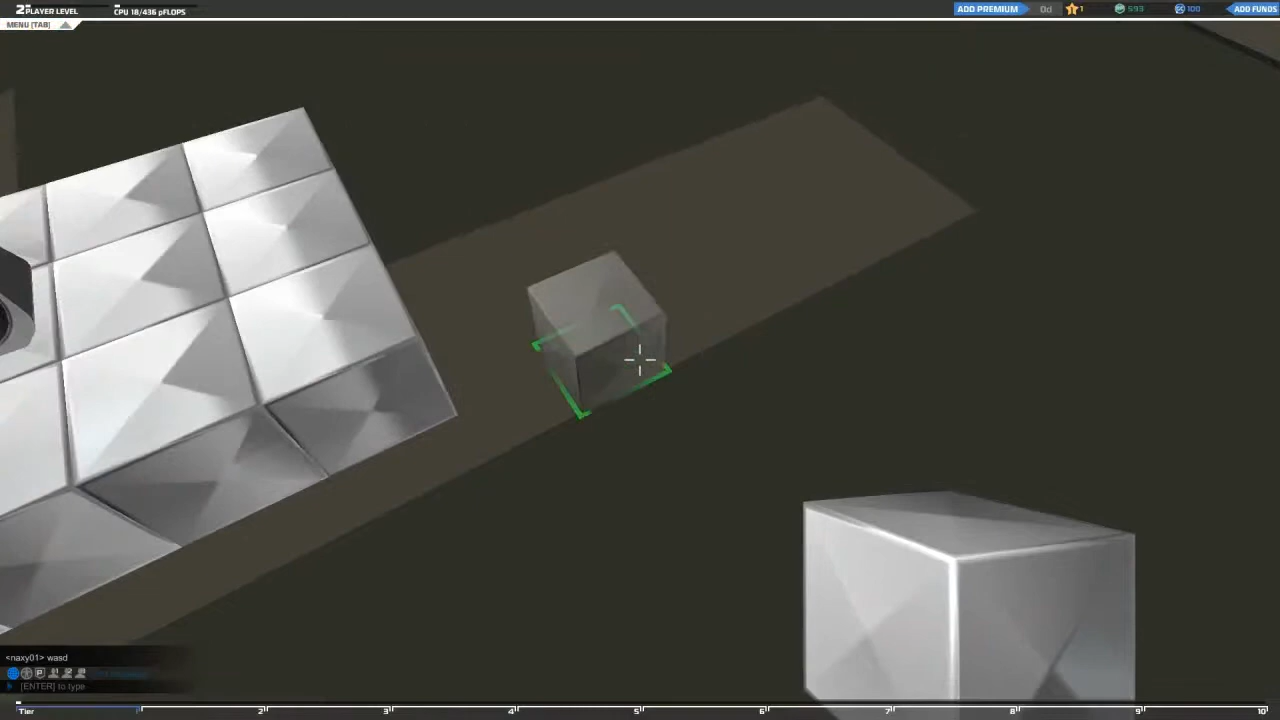 2 PLAYER LEVEL
CPU 18/436 pFLOPS
ADD PREMIUM
0d
1
593
100
ADD FUNDS
MENU [TAB]
<naxy01> wasd
[ENTER] to type
Tier 1 2 3 4 5 6 7 8 9 10